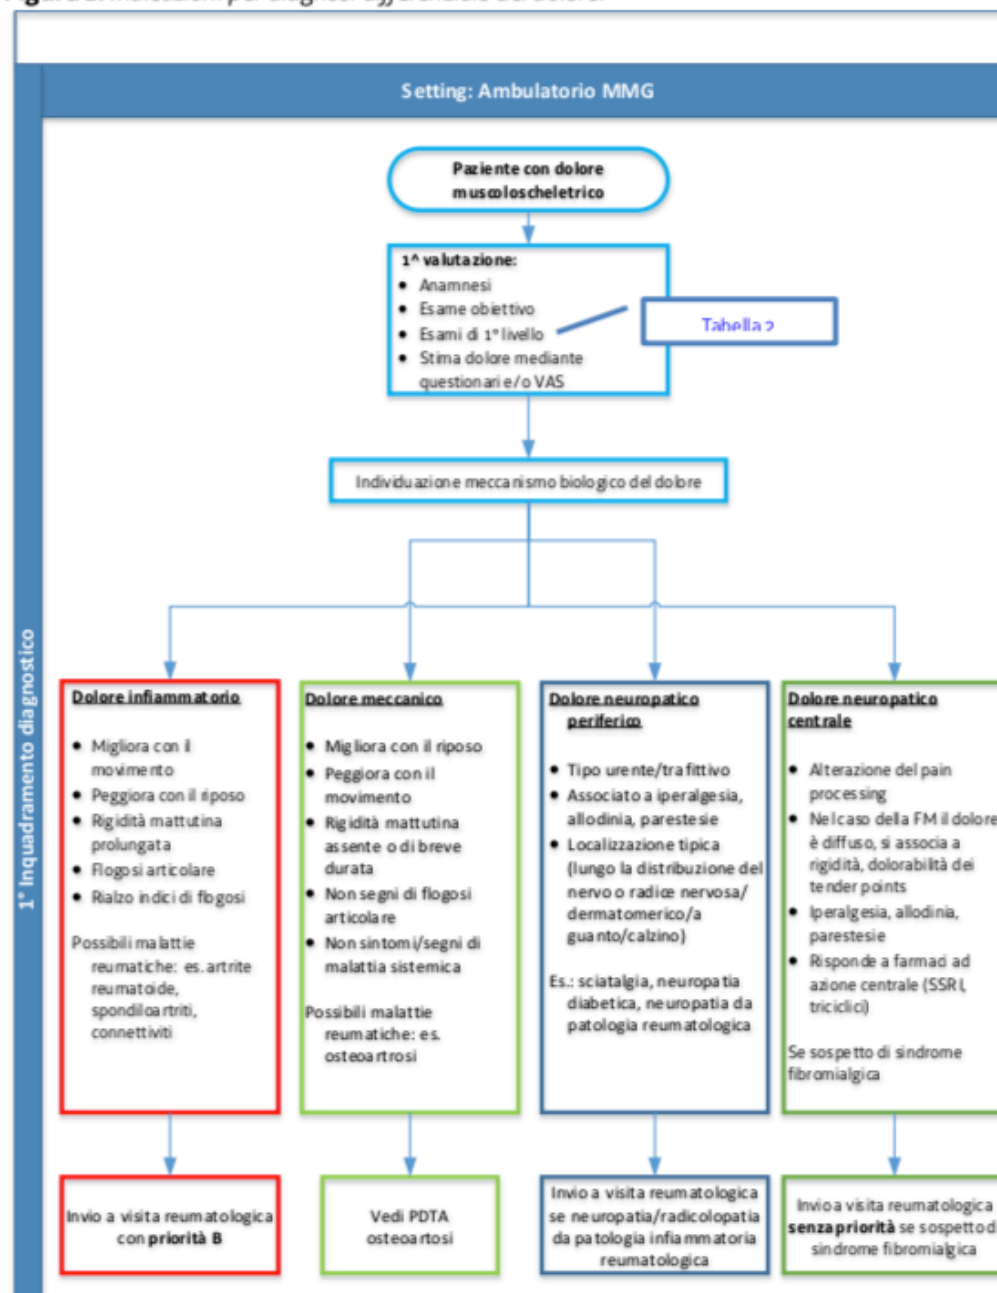 Setting: Ambulatorio MMG
1° Inquadramento diagnostico
Paziente con dolore
muscoloscheletrico
1^ valutazione:
• Anamnesi
• Esame obiettivo
• Esami di 1° livello
• Stima dolore mediante
questionari e/o VAS
Tabella 2
Individuazione meccanismo biologico del dolore
Dolore infiammatorio
• Migliora con il
movimento
• Peggiora con il riposo
• Rigidità mattutina
prolungata
• Flogosi articolare
• Rialzo indici di flogosi
Possibili malattie
reumatiche: es. artrite
reumatoide,
spondiloartriti,
connettiviti
Invio a visita reumatologica
con priorità B
Dolore meccanico
• Migliora con il riposo
• Peggiora con il
movimento
• Rigidità mattutina
assente o di breve
durata
• Non segni di flogosi
articolare
• Non sintomi/segni di
malattia sistemica
Possibili malattie
reumatiche: es.
osteoartrosi
Vedi PDTA
osteoartosi
Dolore neuropatico
periferico
• Tipo urente/trafittivo
• Associato a iperalgesia,
allodinia, parestesie
• Localizzazione tipica
(lungo la distribuzione del
nervo o radice nervosa/
dermatomerico/a
guanto/calzino)
Es.: sciatalgia, neuropatia
diabetica, neuropatia da
patologia reumatologica
Invio a visita reumatologica
se neuropatia/radicolopatia
da patologia infiammatoria
reumatologica
Dolore neuropatico
centrale
• Alterazione del pain
processing
• Nel caso della FM il dolore
è diffuso, si associa a
rigidità, dolorabilità dei
tender points
• Iperalgesia, allodinia,
parestesie
• Risponde a farmaci ad
azione centrale (SSRI,
triciclici)
Se sospetto di sindrome
fibromialgica
Invio a visita reumatologica
senza priorità se sospetto d
sindrome fibromialgica